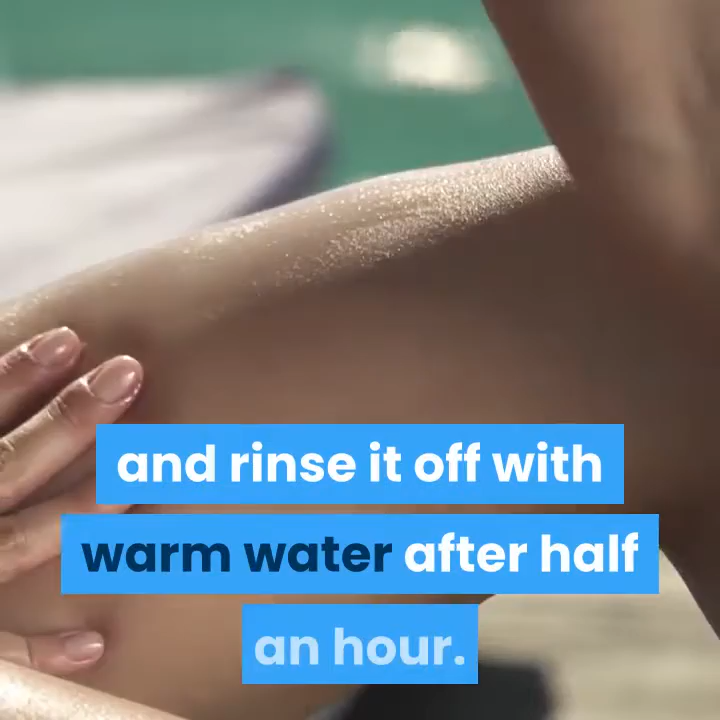 and rinse it off with
warm water after half
an hour.